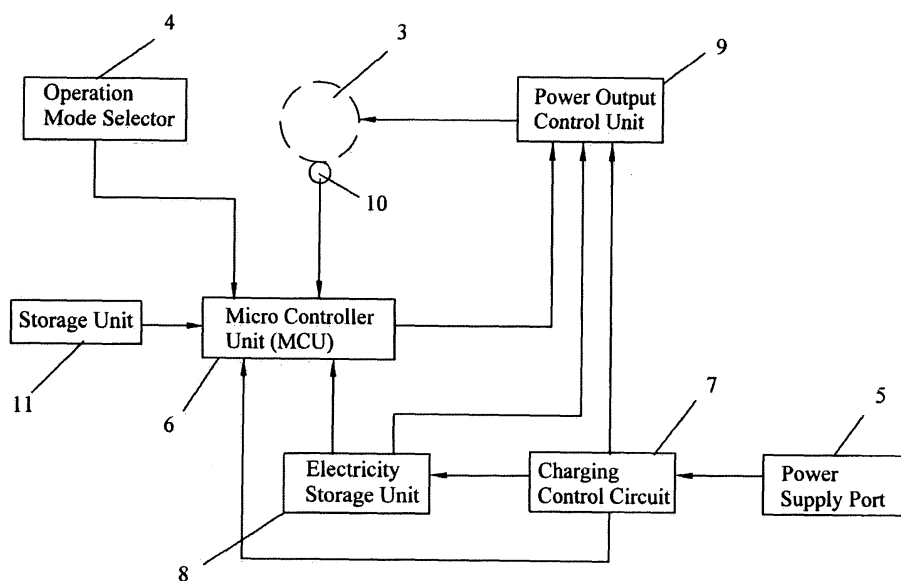 4
3
9
Operation
Mode Selector
Power Output
Control Unit
10
Storage Unit
Micro Controller
Unit (MCU)
11
6
7
5
Electricity
Storage Unit
Charging
Control Circuit
Power
Supply Port
8